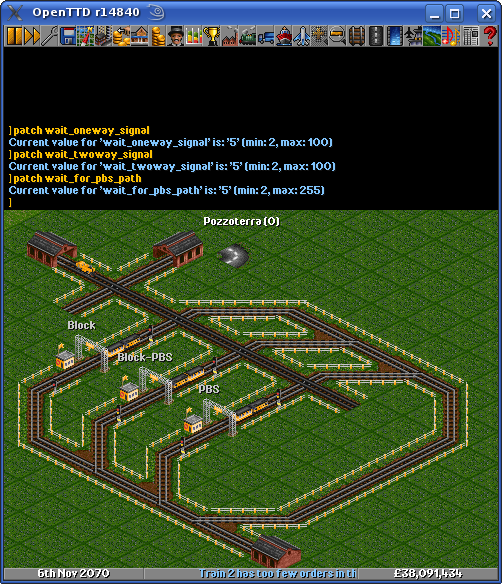 OpenTTD r14840
]patch wait_oneway_signal
Current value for 'wait_oneway_signal' is: '5' (min: 2, max: 100)
]patch wait_twoway_signal
Current value for 'wait_twoway_signal' is: '5' (min: 2, max: 100)
]patch wait_for_pbs_path
Current value for 'wait_for_pbs_path' is: '5' (min: 2, max: 255)
]
Pozzoterra (0)
Block
Block-PBS
PBS
6th Nov 2070 Train 2 has too few orders in t £38,091,434